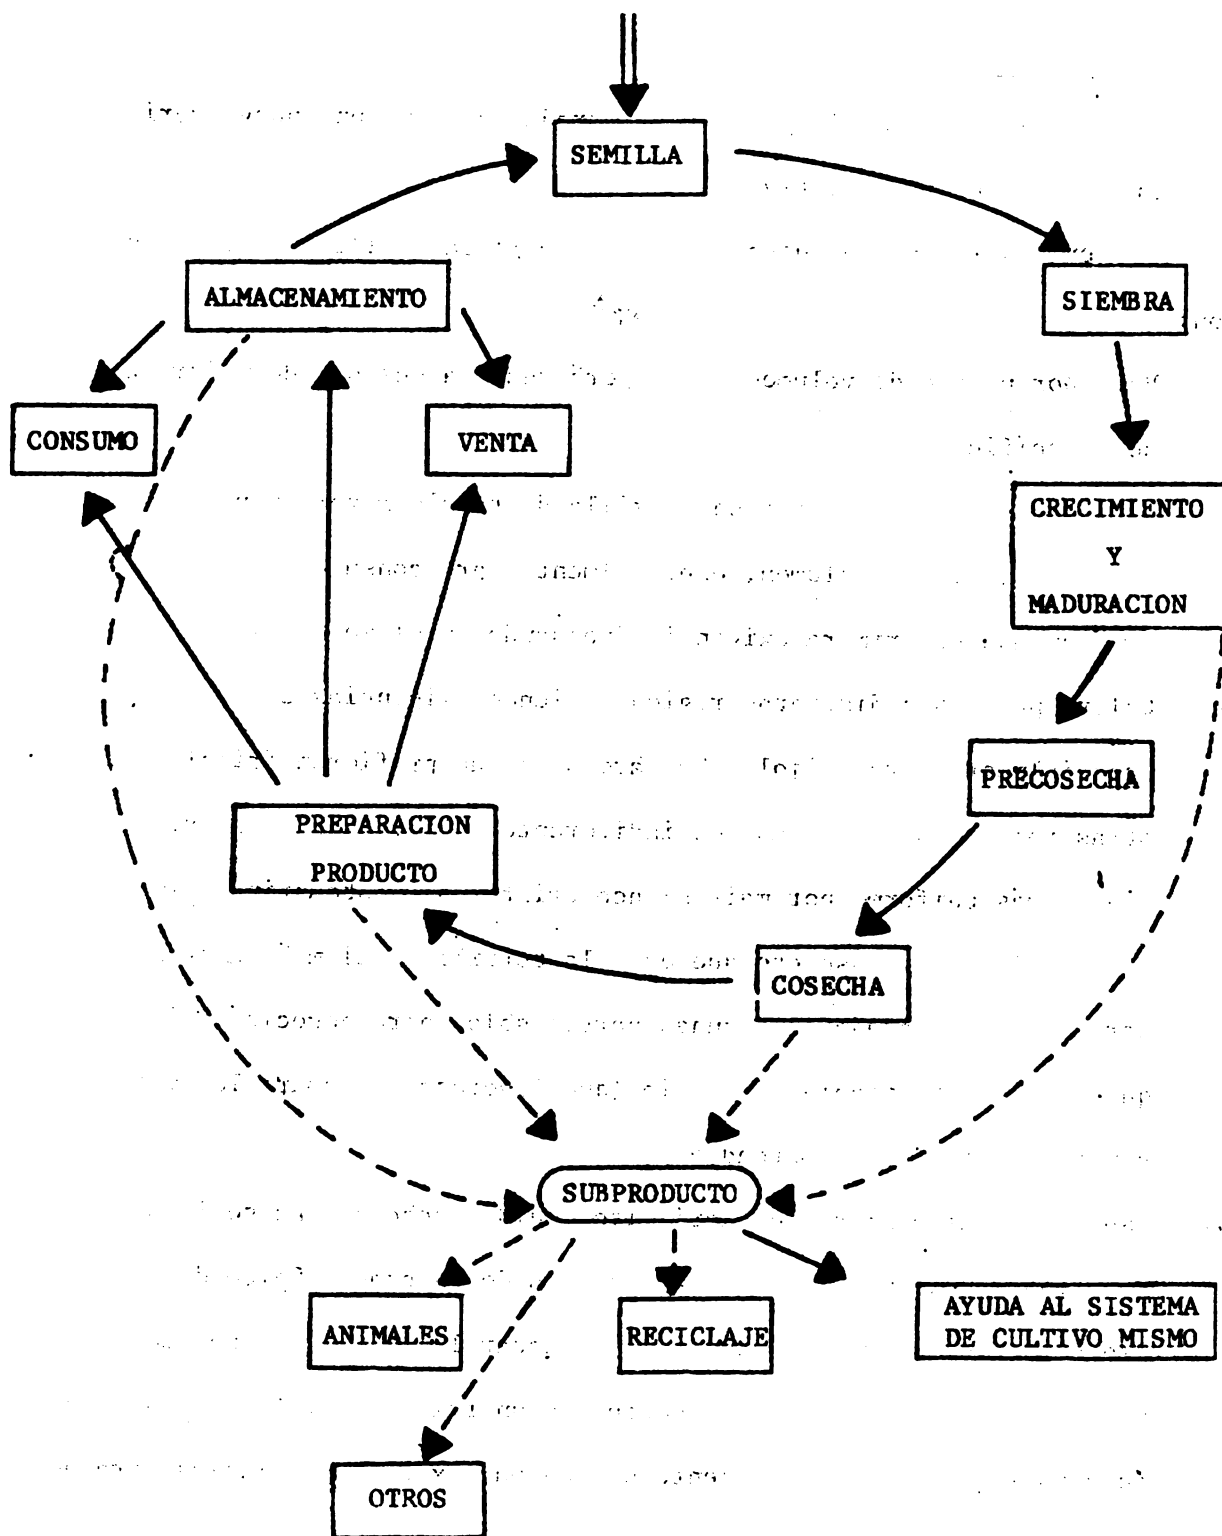 SEMILLA
ALMACENAMIENTO
SIEMBRA
CONSUMO
VENTA
CRECIMIENTO
Y
MADURACION
PRECOSECHA
PREPARACION
PRODUCTO
COSECHA
SUBPRODUCTO
ANIMALES
RECICLAJE
AYUDA AL SISTEMA
DE CULTIVO MISMO
OTROS